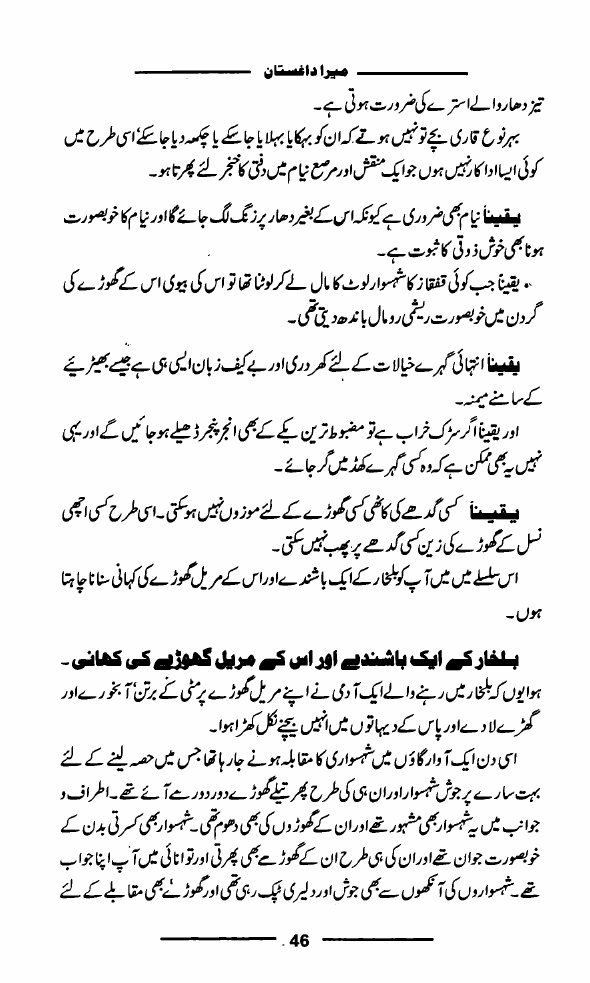 میرا داغستان
تیز دھار والے استرے کی ضرورت ہوتی ہے۔
بہر نوع قاری بچے تو نہیں ہوتے کہ ان کو بہکایا بہلایا جاسکے یا چکمہ دیا جاسکے' اسی طرح میں
کوئی ایسا اداکار نہیں ہوں جو ایک منقش اور مرصع نیام میں دفتی کا خنجر لئے پھرتا ہو۔
یقیناً نیام بھی ضروری ہے کیونکہ اس کے بغیر دھار پر زنگ لگ جائے گا اور نیام کا خوبصورت
ہونا بھی خوش ذوقی کا ثبوت ہے۔
یقیناً جب کوئی قفقاز کا شہسوار لوٹ کا مال لے کر لوٹتا تھا تو اس کی بیوی اس کے گھوڑے کی
گردن میں خوبصورت ریشمی رومال باندھ دیتی تھی۔
یقیناً انتہائی گہرے خیالات کے لئے کھردری اور بے کیف زبان ایسی ہی ہے جیسے بھیڑیئے
کے سامنے میمنہ۔
اور یقیناً اگر سڑک خراب ہے تو مضبوط ترین یکے کے بھی انجر پنجر ڈھیلے ہوجائیں گے اور یہی
نہیں یہ بھی ممکن ہے کہ وہ کسی گہرے کھڈ میں گر جائے۔
یقیناً کسی گدھے کی کاٹھی کسی گھوڑے کے لئے موزوں نہیں ہوسکتی۔ اسی طرح کسی اچھی
نسل کے گھوڑے کی زین کسی گدھے پر پھب نہیں سکتی۔
اس سلسلے میں میں آپ کو بلخار کے ایک باشندے اور اس کے مریل گھوڑے کی کہانی سنانا چاہتا
ہوں۔
بلخار کے ایک باشندے اور اس کے مریل گھوڑے کی کہانی۔
ہوا یوں کہ بلخار میں رہنے والے ایک آدمی نے اپنے مریل گھوڑے پر مٹی کے برتن' آبخورے اور
گھڑے لادے اور پاس کے دیہاتوں میں انہیں بیچنے نکل کھڑا ہوا۔
اسی دن ایک آوار گاؤں میں شہسواری کا مقابلہ ہونے جارہا تھا جس میں حصہ لینے کے لئے
بہت سارے پرجوش شہسوار اور ان ہی کی طرح پھرتیلے گھوڑے دور دور سے آئے تھے۔ اطراف و
جوانب میں یہ شہسوار بھی مشہور تھے اور ان کے گھوڑوں کی بھی دھوم تھی۔ شہسوار بھی کسرتی بدن کے
خوبصورت جوان تھے اور ان کی ہی طرح ان کے گھوڑے بھی پھرتی اور توانائی میں آپ اپنا جواب
تھے۔ شہسواروں کی آنکھوں سے بھی جوش اور دلیری ٹپک رہی تھی اور گھوڑے بھی مقابلے کے لئے
46